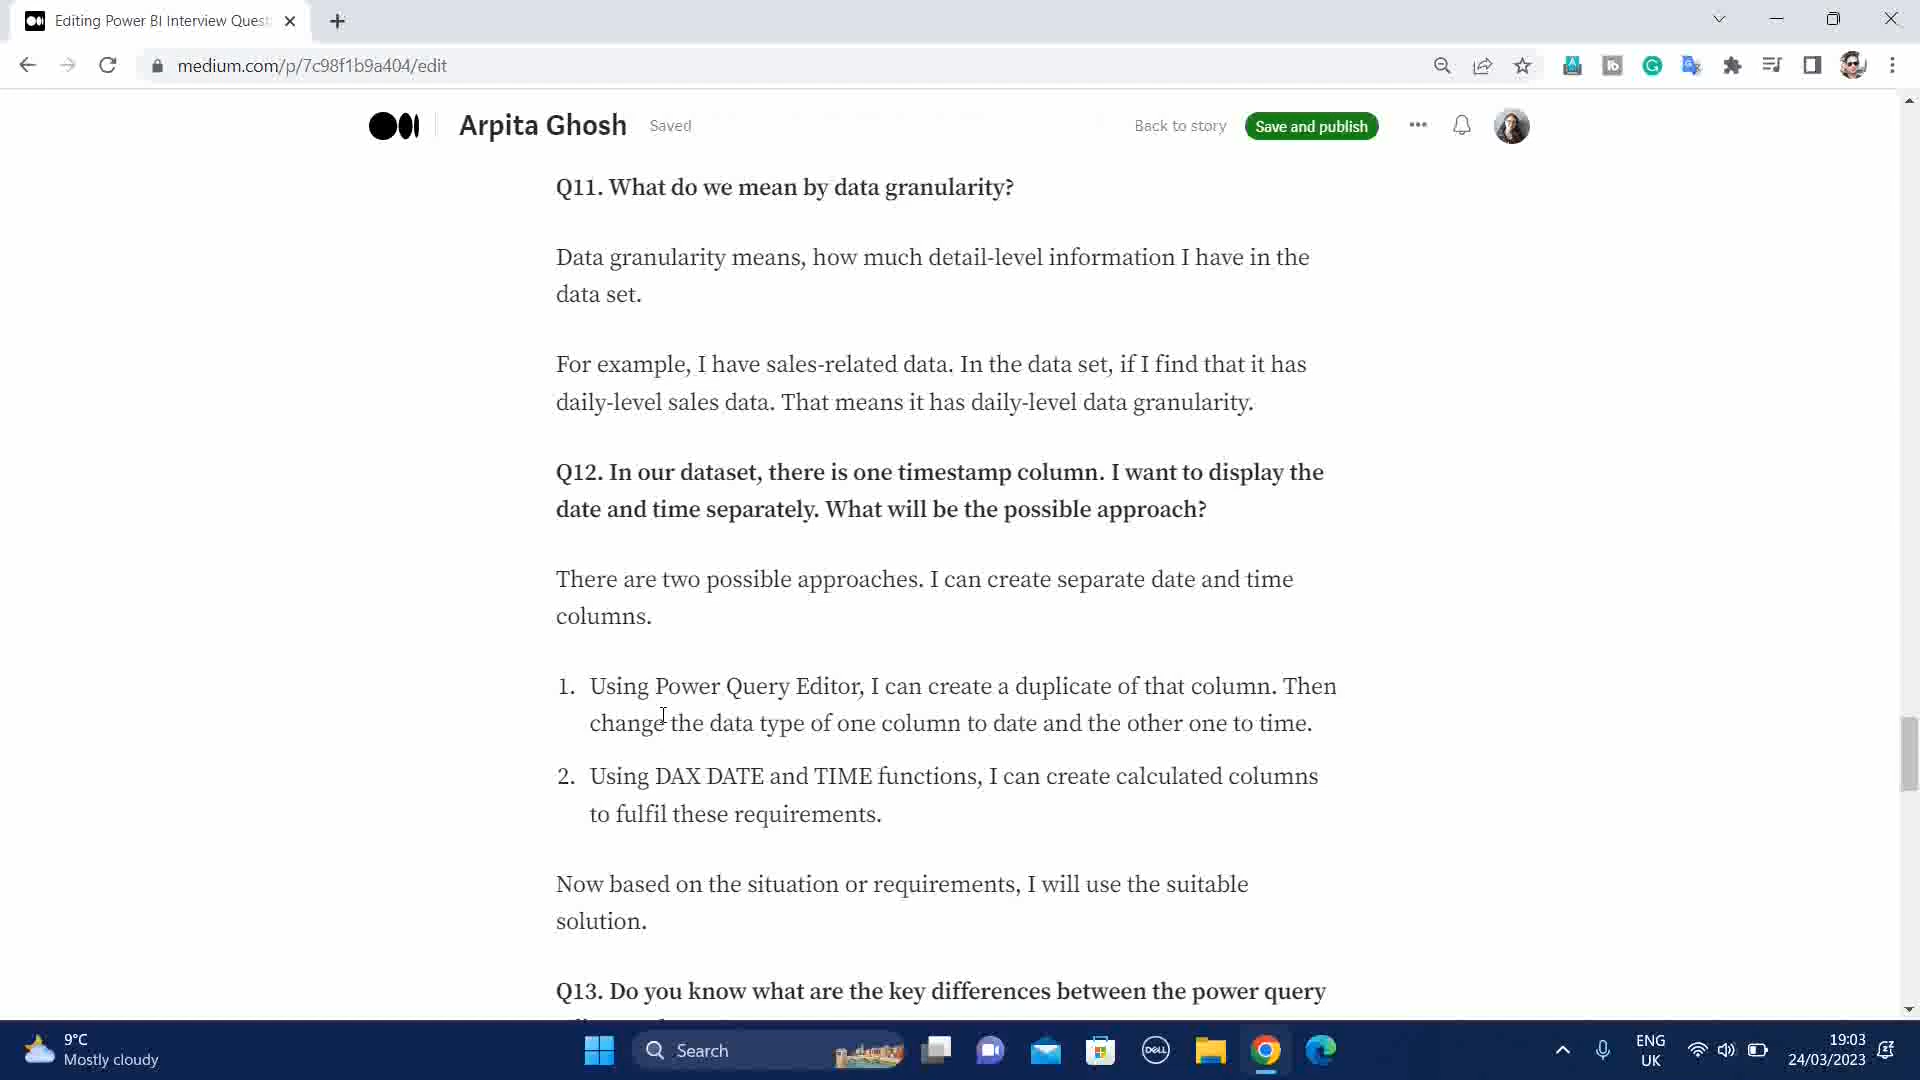 Editing Power BI Interview Quest
medium.com/p/7c98f1b9a404/edit
Arpita Ghosh
Saved
Back to story
Save and publish
Q11. What do we mean by data granularity?
Data granularity means, how much detail-level information I have in the
data set.
For example, I have sales-related data. In the data set, if I find that it has
daily-level sales data. That means it has daily-level data granularity.
Q12. In our dataset, there is one timestamp column. I want to display the
date and time separately. What will be the possible approach?
There are two possible approaches. I can create separate date and time
columns.
1. Using Power Query Editor, I can create a duplicate of that column. Then
change the data type of one column to date and the other one to time.
2. Using DAX DATE and TIME functions, I can create calculated columns
to fulfil these requirements.
Now based on the situation or requirements, I will use the suitable
solution.
Q13. Do you know what are the key differences between the power query
9°C
Mostly cloudy
Search
DELL
ENG
UK
19:03
24/03/2023